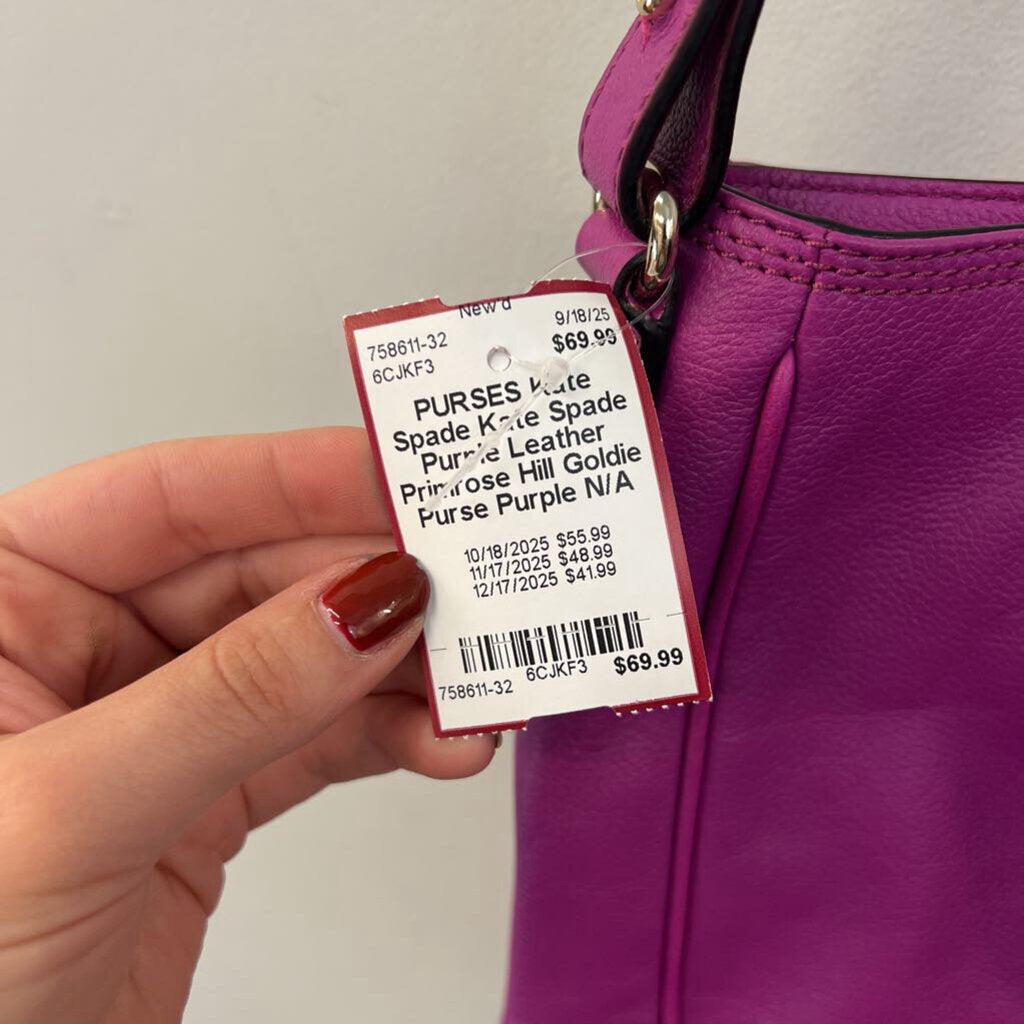 New'd
758611-32 9/18/25
6CJKF3 $69.99
PURSES Kate
Spade Kate Spade
Purple Leather
Primrose Hill Goldie
Purse Purple N/A
10/18/2025 $55.99
11/17/2025 $48.99
12/17/2025 $41.99
758611-32 6CJKF3 $69.99